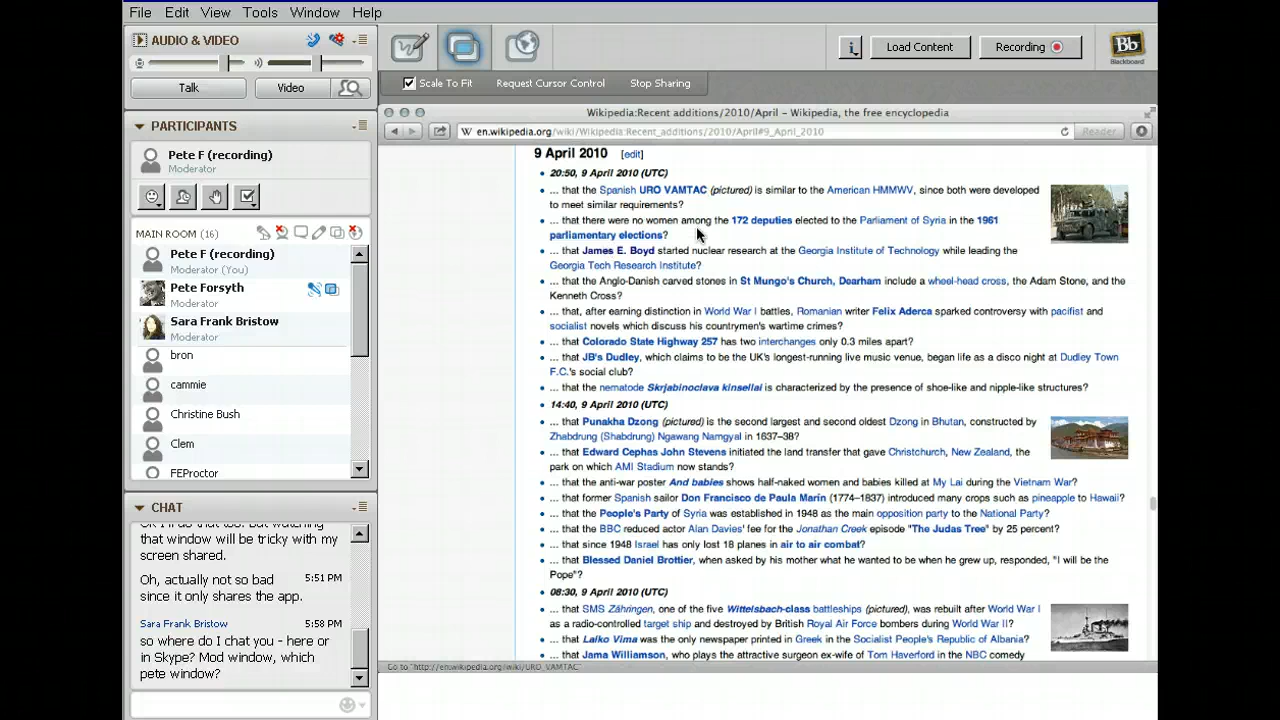 File Edit View Tools Window Help
AUDIO & VIDEO
Talk
Video
PARTICIPANTS
Pete F (recording)
Moderator
MAIN ROOM (16)
Pete F (recording)
Moderator (You)
Pete Forsyth
Moderator
Sara Frank Bristow
Moderator
bron
cammie
Christine Bush
Clem
FEProctor
CHAT
that window will be tricky with my
screen shared.
5:51 PM
Oh, actually not so bad
since it only shares the app.
Sara Frank Bristow 5:58 PM
so where do I chat you - here or
in Skype? Mod window, which
pete window?
i
Load Content
Recording
Bb
Blackboard
Scale To Fit Request Cursor Control Stop Sharing
Wikipedia:Recent additions/2010/April – Wikipedia, the free encyclopedia
W en.wikipedia.org/wiki/Wikipedia:Recent_additions/2010/April#9_April_2010
Reader
9 April 2010 [edit]
20:50, 9 April 2010 (UTC)
... that the Spanish URO VAMTAC (pictured) is similar to the American HMMWV, since both were developed
to meet similar requirements?
... that there were no women among the 172 deputies elected to the Parliament of Syria in the 1961
parliamentary elections?
... that James E. Boyd started nuclear research at the Georgia Institute of Technology while leading the
Georgia Tech Research Institute?
... that the Anglo-Danish carved stones in St Mungo's Church, Dearham include a wheel-head cross, the Adam Stone, and the
Kenneth Cross?
... that, after earning distinction in World War I battles, Romanian writer Felix Aderca sparked controversy with pacifist and
socialist novels which discuss his countrymen's wartime crimes?
... that Colorado State Highway 257 has two interchanges only 0.3 miles apart?
... that JB's Dudley, which claims to be the UK's longest-running live music venue, began life as a disco night at Dudley Town
F.C.'s social club?
... that the nematode Skrjabinoclava kinsellai is characterized by the presence of shoe-like and nipple-like structures?
14:40, 9 April 2010 (UTC)
... that Punakha Dzong (pictured) is the second largest and second oldest Dzong in Bhutan, constructed by
Zhabdrung (Shabdrung) Ngawang Namgyal in 1637–38?
... that Edward Cephas John Stevens initiated the land transfer that gave Christchurch, New Zealand, the
park on which AMI Stadium now stands?
... that the anti-war poster And babies shows half-naked women and babies killed at My Lai during the Vietnam War?
... that former Spanish sailor Don Francisco de Paula Marín (1774–1837) introduced many crops such as pineapple to Hawaii?
... that the People's Party of Syria was established in 1948 as the main opposition party to the National Party?
... that the BBC reduced actor Alan Davies' fee for the Jonathan Creek episode "The Judas Tree" by 25 percent?
... that since 1948 Israel has only lost 18 planes in air to air combat?
... that Blessed Daniel Brottier, when asked by his mother what he wanted to be when he grew up, responded, "I will be the
Pope"?
08:30, 9 April 2010 (UTC)
... that SMS Zähringen, one of the five Wittelsbach-class battleships (pictured), was rebuilt after World War I
as a radio-controlled target ship and destroyed by British Royal Air Force bombers during World War II?
... that Laiko Vima was the only newspaper printed in Greek in the Socialist People's Republic of Albania?
... that Jama Williamson, who plays the attractive surgeon ex-wife of Tom Haverford in the NBC comedy
Go to "http://en.wikipedia.org/wiki/URO_VAMTAC"